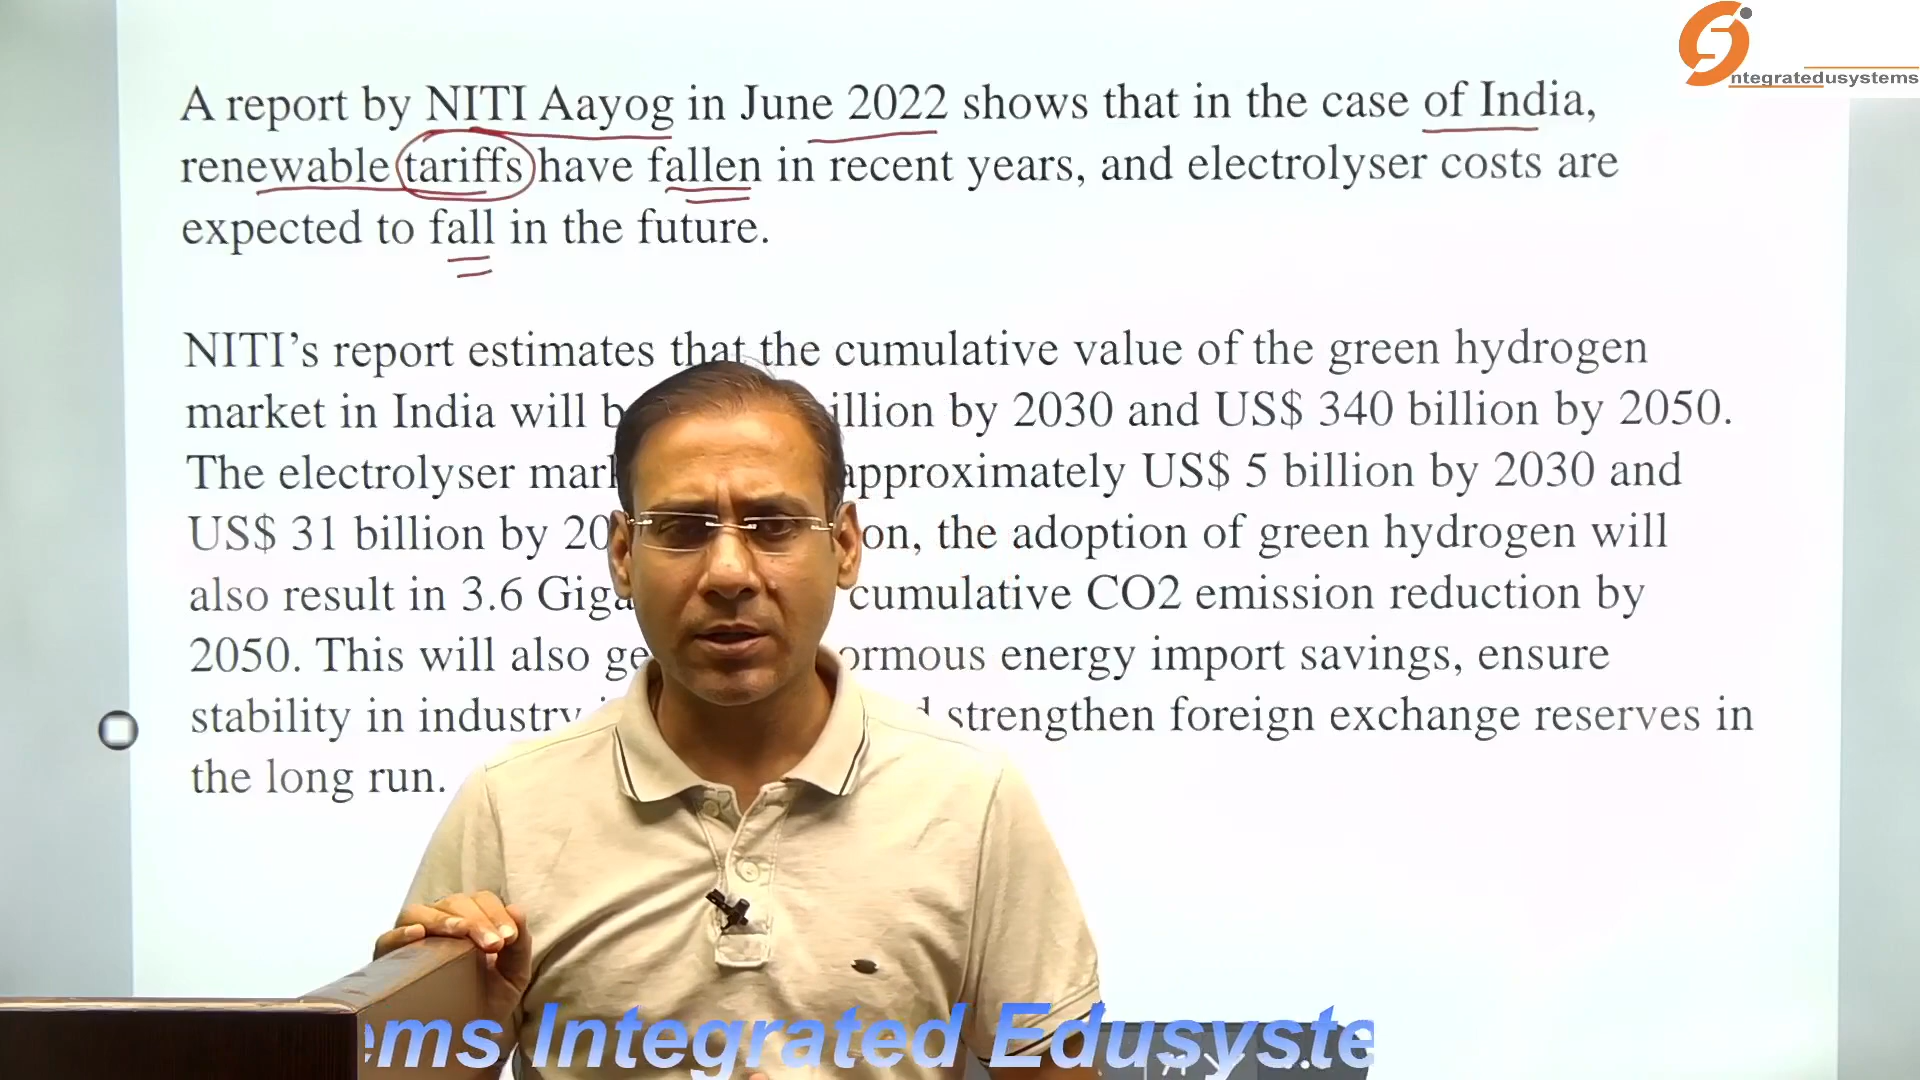 ntegratedusystems
A report by NITI Aayog in June 2022 shows that in the case of India,
renewable tariffs have fallen in recent years, and electrolyser costs are
expected to fall in the future.
NITI’s report estimates that the cumulative value of the green hydrogen
market in India will illion by 2030 and US$ 340 billion by 2050.
The electrolyser approximately US$ 5 billion by 2030 and
US$ 31 billion by on, the adoption of green hydrogen will
also result in 3.6 cumulative CO2 emission reduction by
2050. This will also ormous energy import savings, ensure
stability in industry strengthen foreign exchange reserves in
the long run.
ems Integrated Edusyste